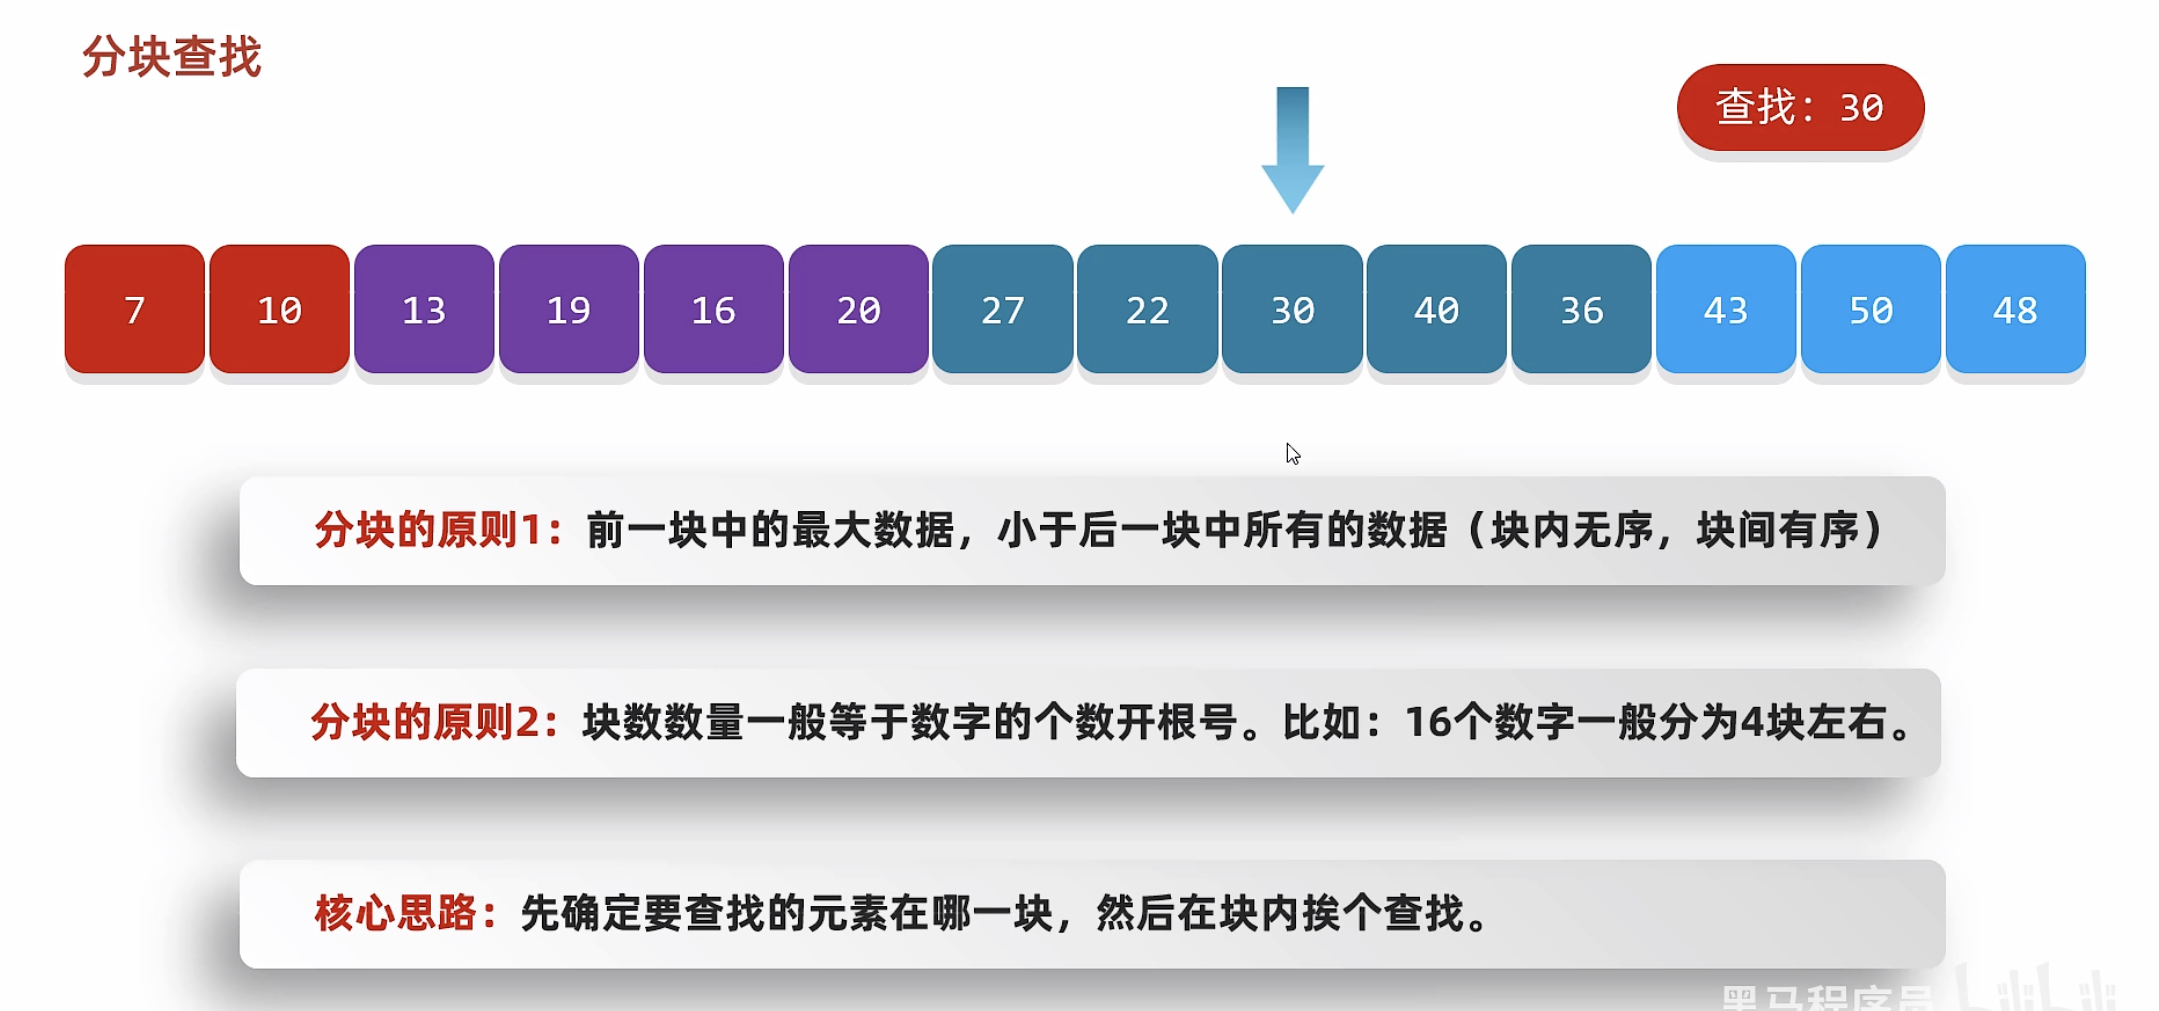 分块查找
查找：30
7 10 13 19 16 20 27 22 30 40 36 43 50 48
分块的原则1：前一块中的最大数据，小于后一块中所有的数据（块内无序，块间有序）
分块的原则2：块数数量一般等于数字的个数开根号。比如：16个数字一般分为4块左右。
核心思路：先确定要查找的元素在哪一块，然后在块内挨个查找。
黑马程序员